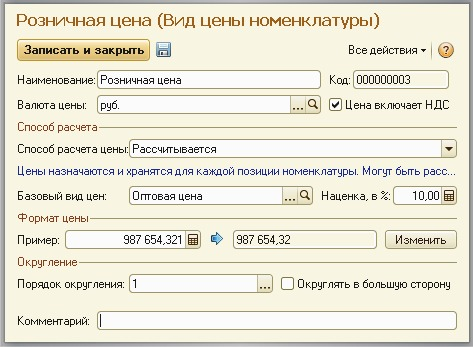 Розничная цена (Вид цены номенклатуры)
Записать и закрыть Все действия ?
Наименование: Розничная цена Код: 000000003
Валюта цены: руб. ... Цена включает НДС
Способ расчета
Способ расчета цены: Рассчитывается
Цены назначаются и хранятся для каждой позиции номенклатуры. Могут быть расс...
Базовый вид цен: Оптовая цена ... Наценка, в %: 10,00
Формат цены
Пример: 987 654,321 987 654,32 Изменить
Округление
Порядок округления: 1 ... Округлять в большую сторону
Комментарий: